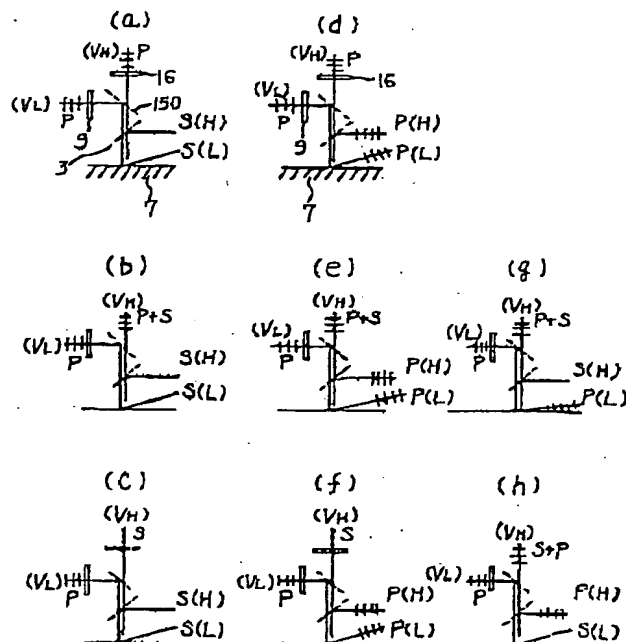 (a)
(VH) P
16
(VL)
P
9
150
S(H)
3
S(L)
7
(d)
(VH) P
16
(VL)
P
9
P(H)
P(L)
7
(b)
(VH)
P+S
(VL)
P
S(H)
S(L)
(e)
(VH)
P+S
(VL)
P
P(H)
P(L)
(g)
(VH)
P+S
(VL)
P
S(H)
P(L)
(c)
(VH)
S
(VL)
P
S(H)
S(L)
(f)
(VH)
S
(VL)
P
P(H)
P(L)
(h)
(VH)
S+P
(VL)
P
P(H)
S(L)